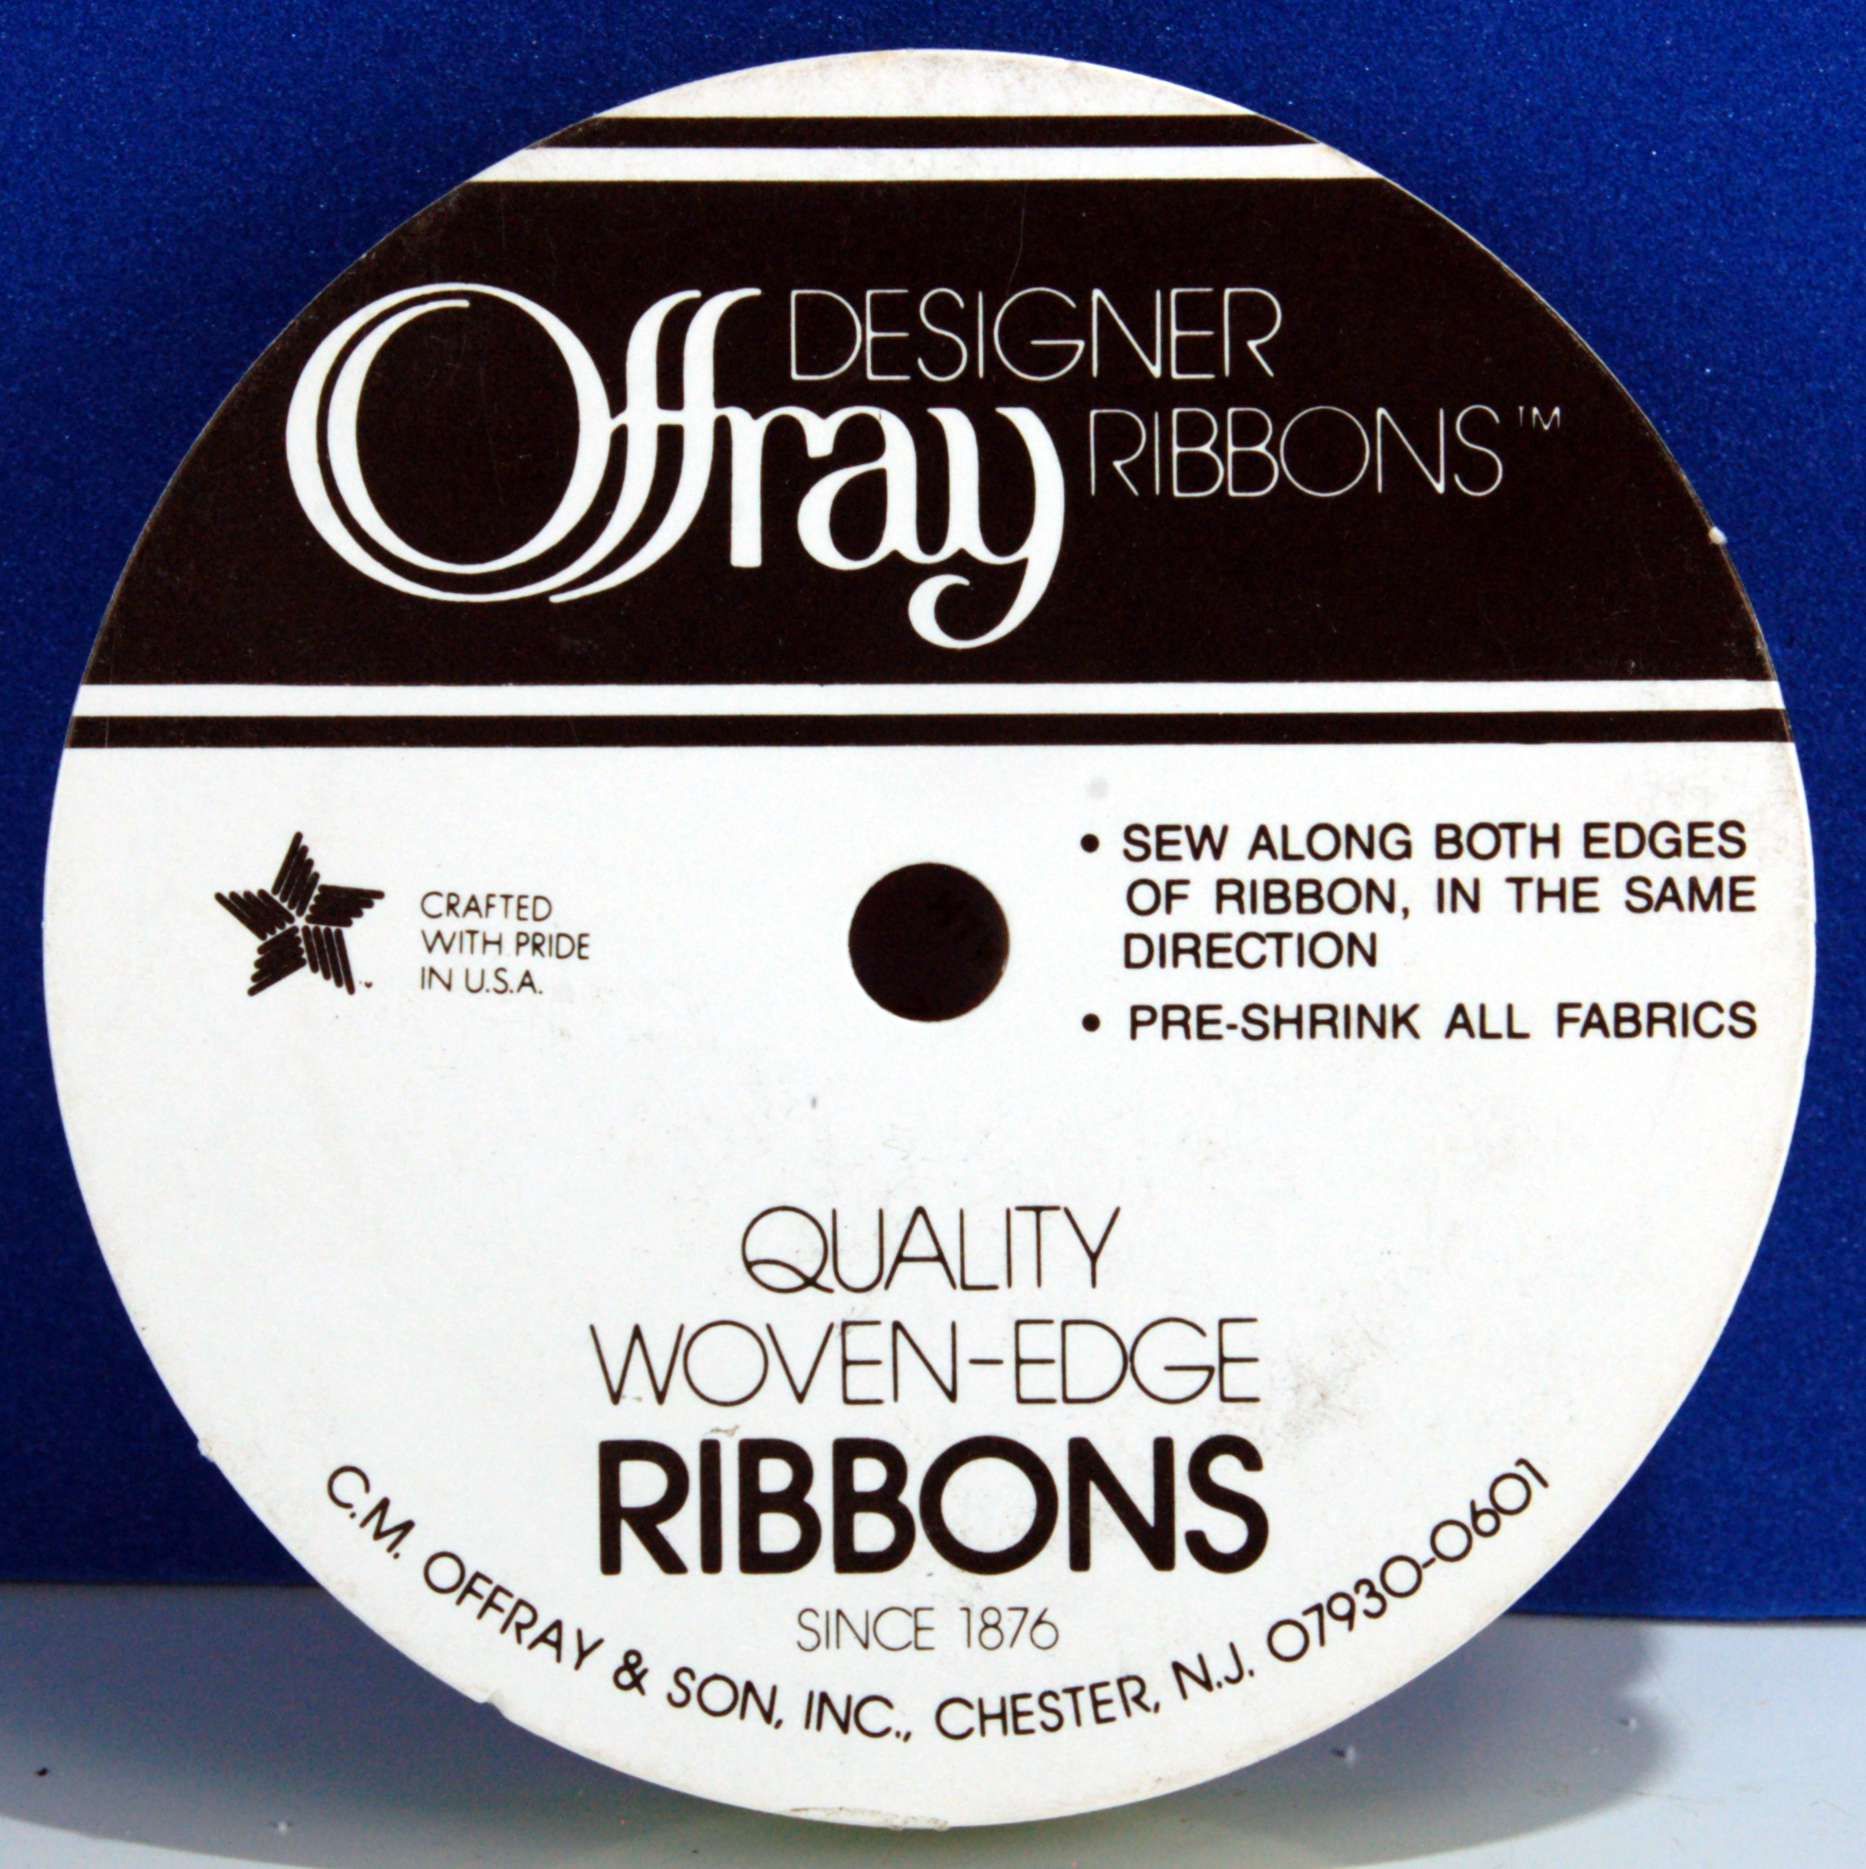 Offray DESIGNER
RIBBONS™
CRAFTED
WITH PRIDE
IN U.S.A.
• SEW ALONG BOTH EDGES
OF RIBBON, IN THE SAME
DIRECTION
• PRE-SHRINK ALL FABRICS
QUALITY
WOVEN-EDGE
RIBBONS
SINCE 1876
C.M. OFFRAY & SON, INC., CHESTER, N.J. 07930-0601